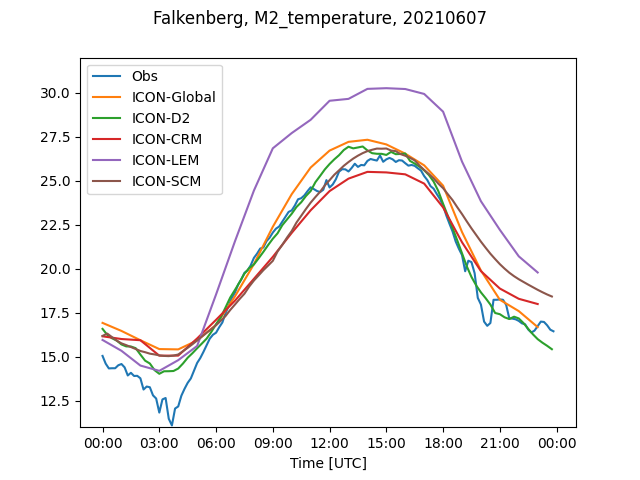 Falkenberg, M2_temperature, 20210607
Obs
ICON-Global
ICON-D2
ICON-CRM
ICON-LEM
ICON-SCM
30.0
27.5
25.0
22.5
20.0
17.5
15.0
12.5
00:00 03:00 06:00 09:00 12:00 15:00 18:00 21:00 00:00
Time [UTC]